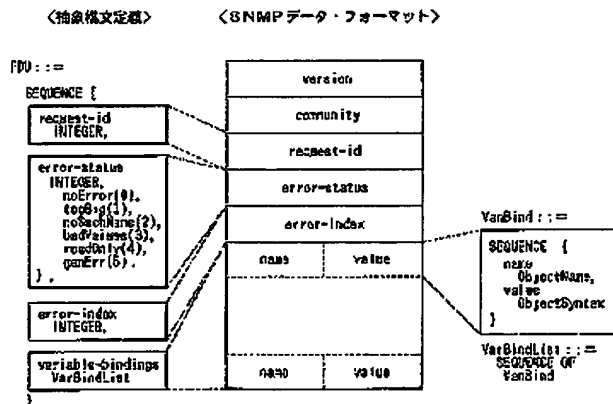 〈抽象構文定義〉
〈SNMPデータ・フォーマット〉
PDU ::=
SEQUENCE {
request-id
INTEGER,
error-status
INTEGER,
noError(0),
tooBig(1),
noSuchName(2),
badValues(3),
readOnly(4),
genErr(5).
},
error-index
INTEGER,
variable-bindings
VarBindList
}
version
community
request-id
error-status
error-index
name value
name value
VarBind ::=
SEQUENCE {
name
ObjectName,
value
ObjectSyntax
}
VarBindList ::=
SEQUENCE OF
VarBind